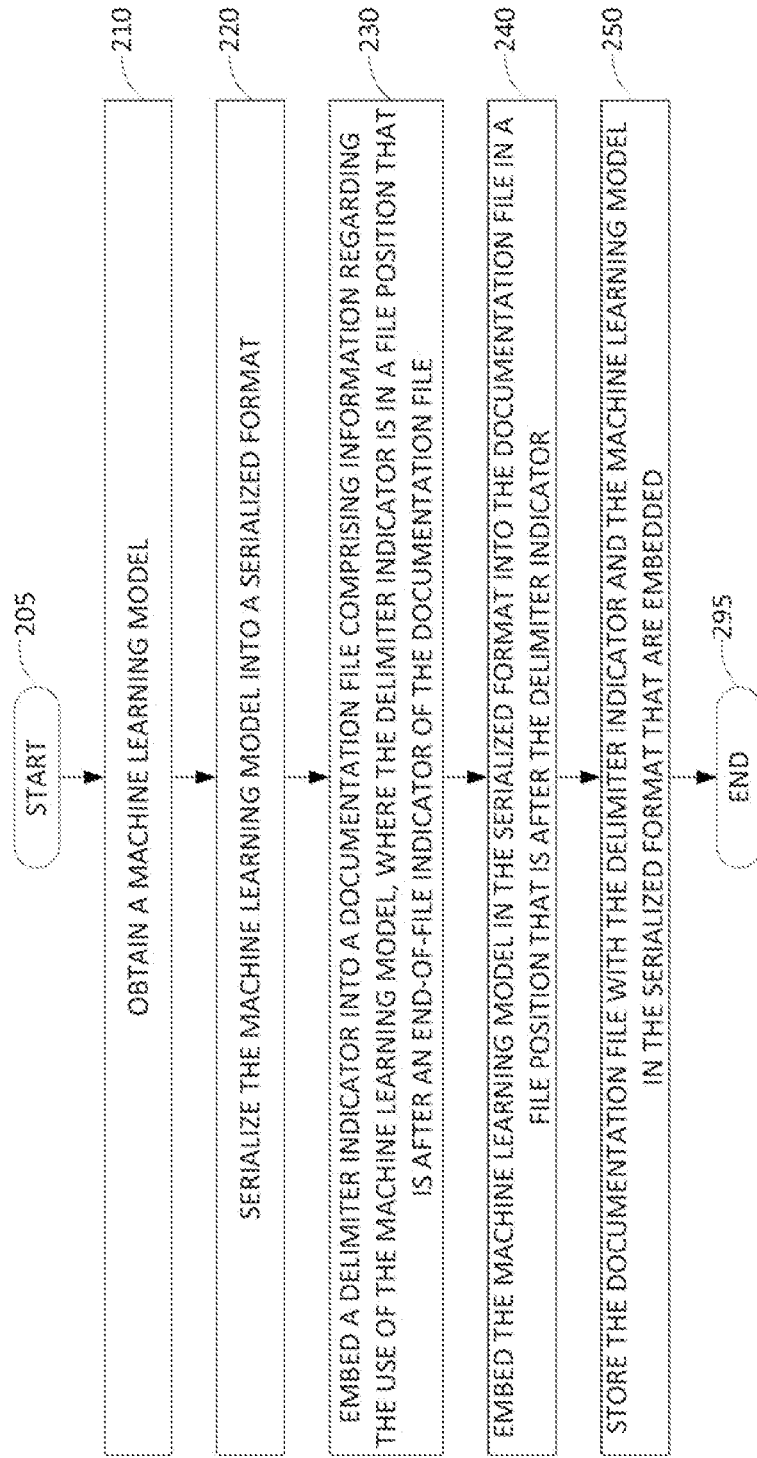 START
205
OBTAIN A MACHINE LEARNING MODEL
210
SERIALIZE THE MACHINE LEARNING MODEL INTO A SERIALIZED FORMAT
220
EMBED A DELIMITER INDICATOR INTO A DOCUMENTATION FILE COMPRISING INFORMATION REGARDING
THE USE OF THE MACHINE LEARNING MODEL, WHERE THE DELIMITER INDICATOR IS IN A FILE POSITION THAT
IS AFTER AN END-OF-FILE INDICATOR OF THE DOCUMENTATION FILE
230
EMBED THE MACHINE LEARNING MODEL IN THE SERIALIZED FORMAT INTO THE DOCUMENTATION FILE IN A
FILE POSITION THAT IS AFTER THE DELIMITER INDICATOR
240
STORE THE DOCUMENTATION FILE WITH THE DELIMITER INDICATOR AND THE MACHINE LEARNING MODEL
IN THE SERIALIZED FORMAT THAT ARE EMBEDDED
250
END
295